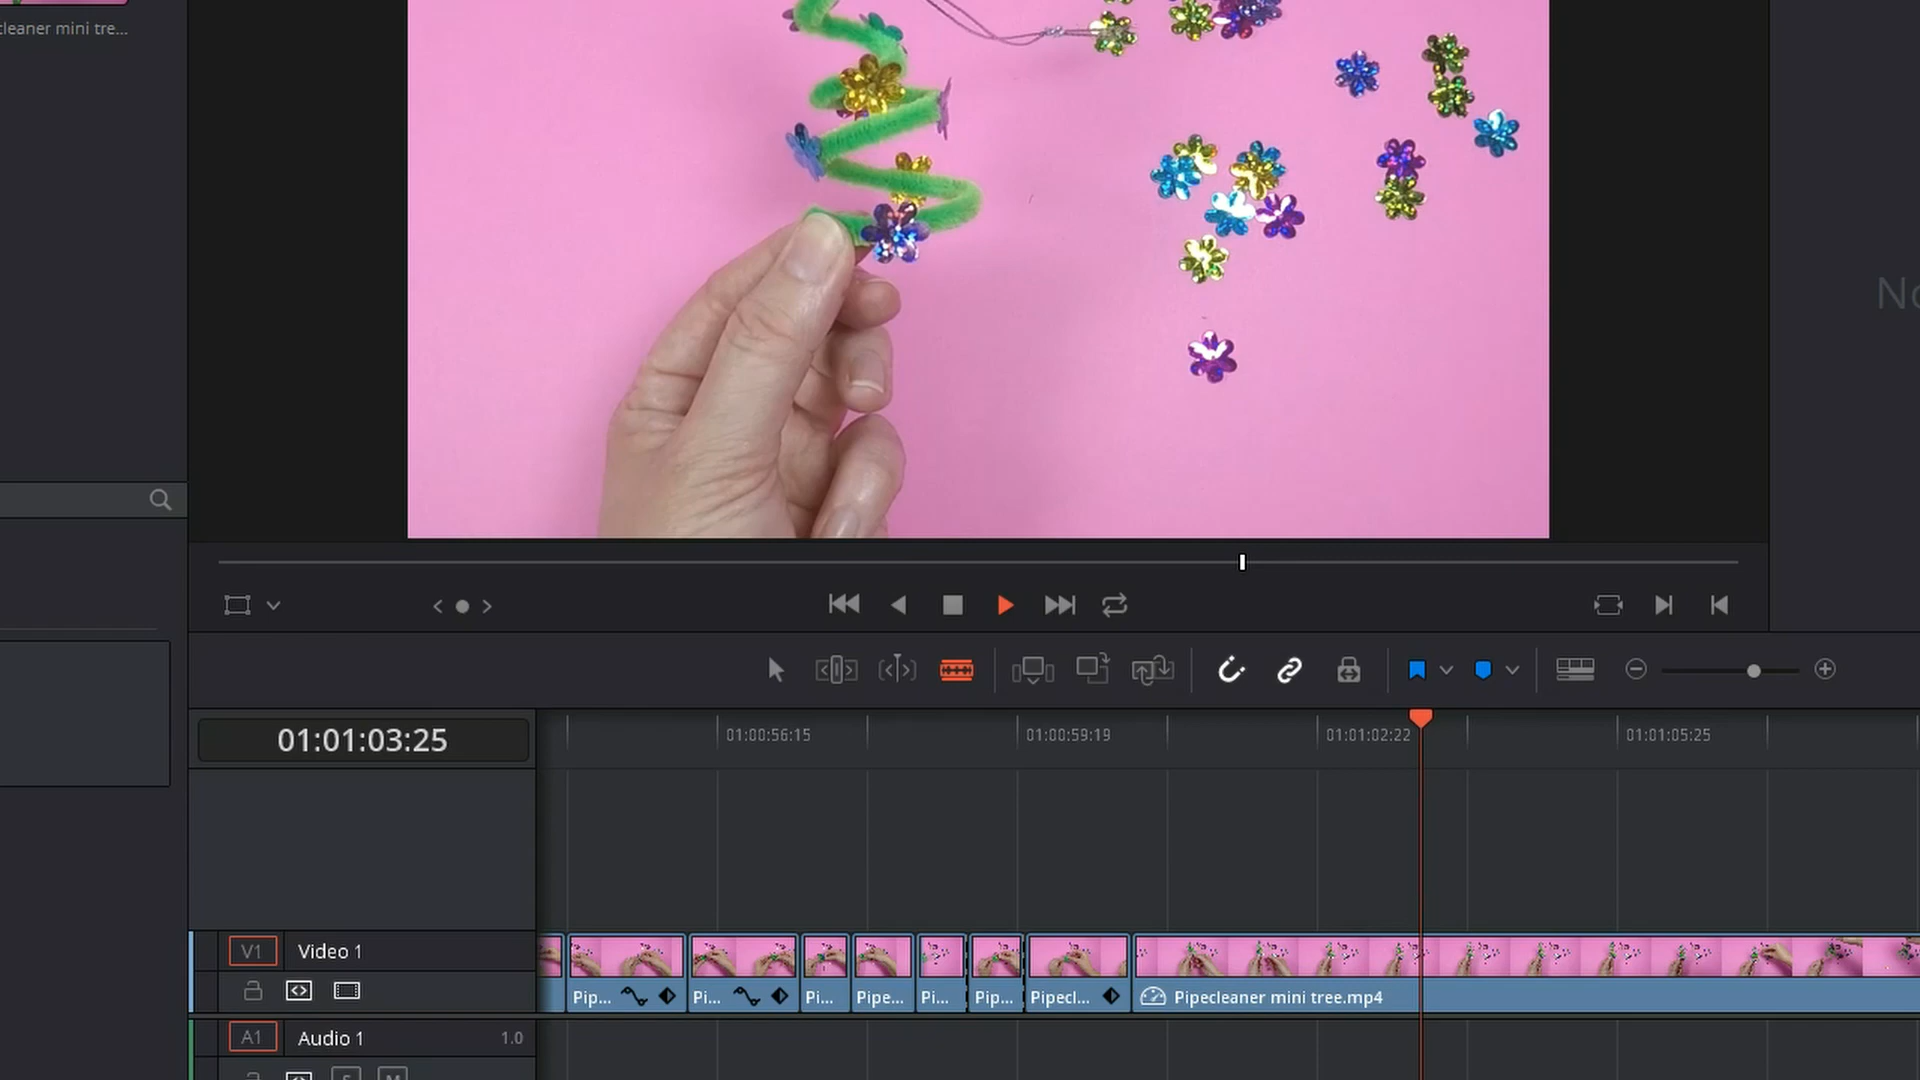 cleaner mini tre...
No
01:01:03:25
01:00:56:15
01:00:59:19
01:01:02:22
01:01:05:25
V1 Video 1
Pip... Pi... Pi... Pipe... Pi... Pip... Pipecl... Pipecleaner mini tree.mp4
A1 Audio 1 1.0
S M